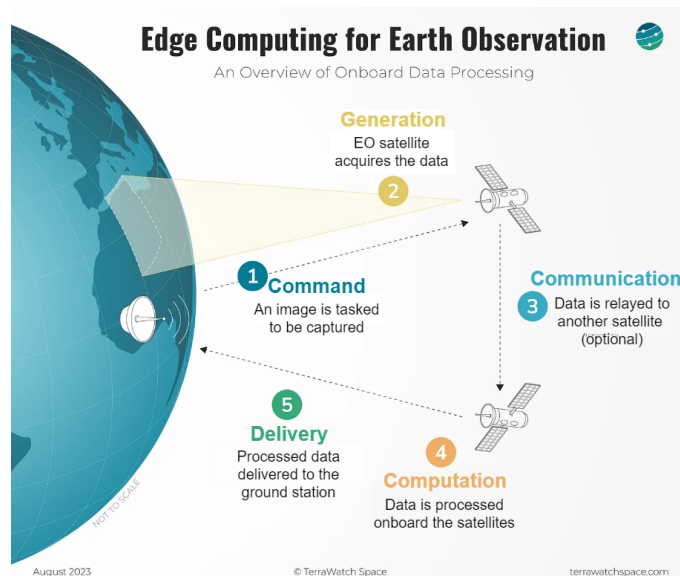 Edge Computing for Earth Observation
An Overview of Onboard Data Processing
Generation
EO satellite
acquires the data
2
1
Command
An image is tasked
to be captured
Communication
3
Data is relayed to
another satellite
(optional)
5
Delivery
Processed data
delivered to the
ground station
4
Computation
Data is processed
onboard the satellites
NOT TO SCALE
August 2023
© TerraWatch Space
terrawatchspace.com